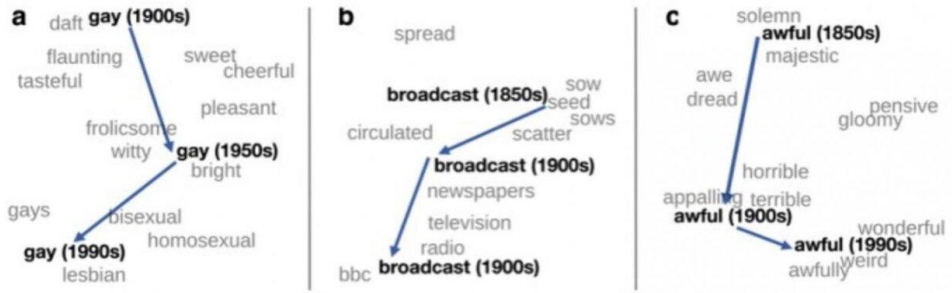 a
daft gay (1900s)
flaunting
sweet
tasteful
cheerful
pleasant
frolicsome
witty
gay (1950s)
bright
gays
bisexual
homosexual
gay (1990s)
lesbian
b
spread
sow
broadcast (1850s)
seed
sows
circulated
scatter
broadcast (1900s)
newspapers
television
radio
bbc
broadcast (1900s)
c
solemn
awful (1850s)
majestic
awe
dread
pensive
gloomy
horrible
appalling terrible
awful (1900s)
wonderful
awful (1990s)
weird
awfully